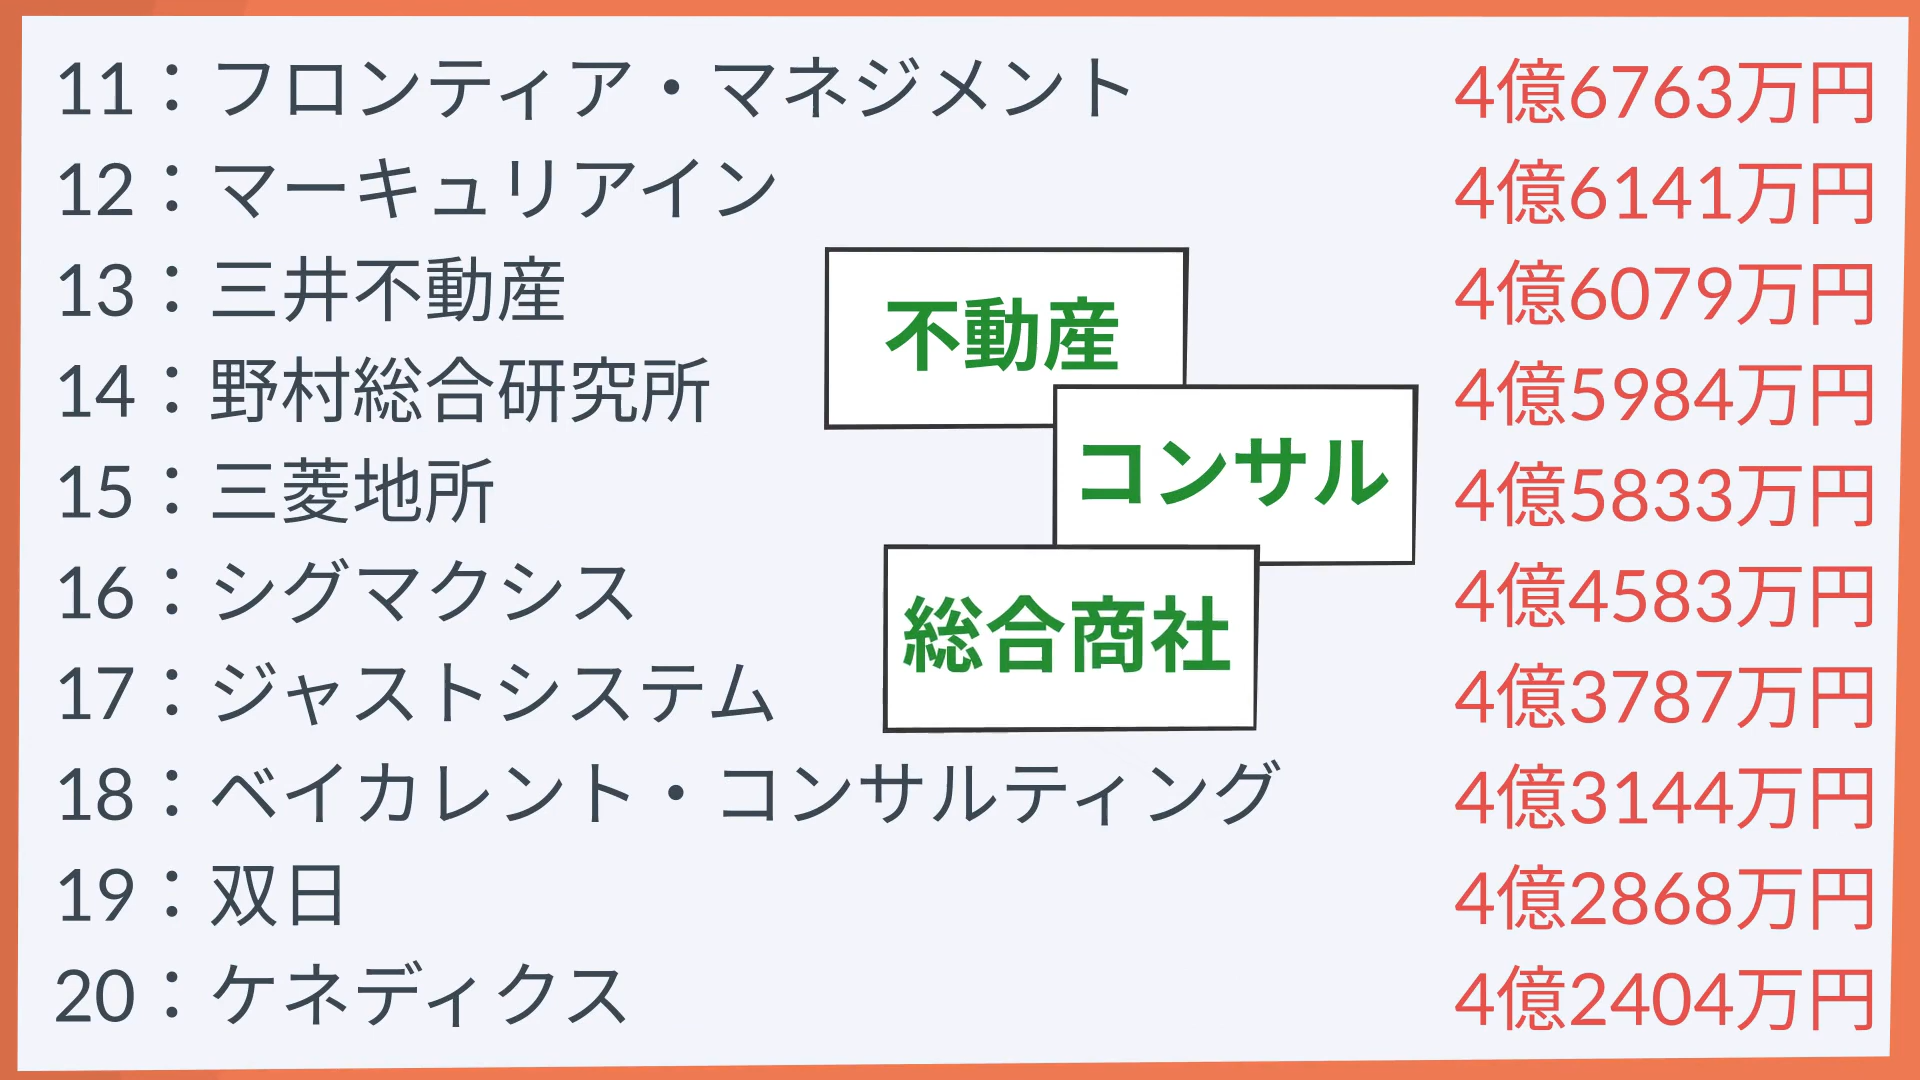 11：フロンティア・マネジメント 4億6763万円
12：マーキュリアイン 4億6141万円
13：三井不動産 4億6079万円
14：野村総合研究所 4億5984万円
15：三菱地所 4億5833万円
16：シグマクシス 4億4583万円
17：ジャストシステム 4億3787万円
18：ベイカレント・コンサルティング 4億3144万円
19：双日 4億2868万円
20：ケネディクス 4億2404万円
不動産
コンサル
総合商社